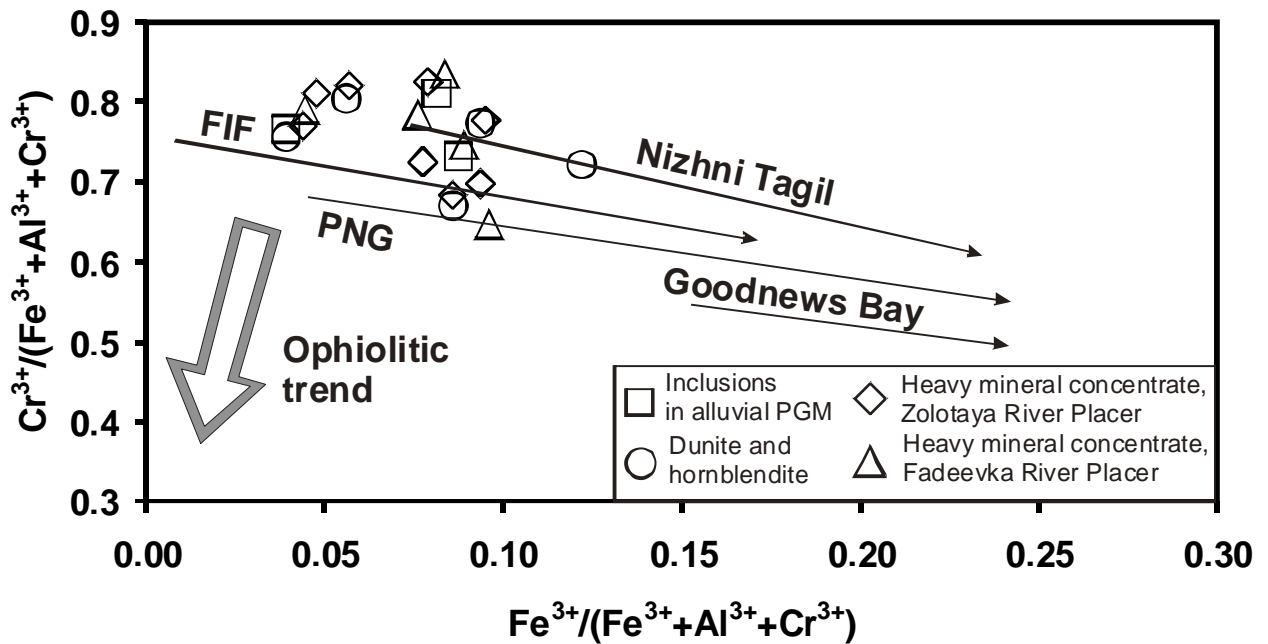 Cr³⁺/(Fe³⁺+Al³⁺+Cr³⁺)
0.9
0.8
0.7
0.6
0.5
0.4
0.3
FIF
PNG
Nizhni Tagil
Goodnews Bay
Ophiolitic
trend
Inclusions
in alluvial PGM
Dunite and
hornblendite
Heavy mineral concentrate,
Zolotaya River Placer
Heavy mineral concentrate,
Fadeevka River Placer
0.00 0.05 0.10 0.15 0.20 0.25 0.30
Fe³⁺/(Fe³⁺+Al³⁺+Cr³⁺)